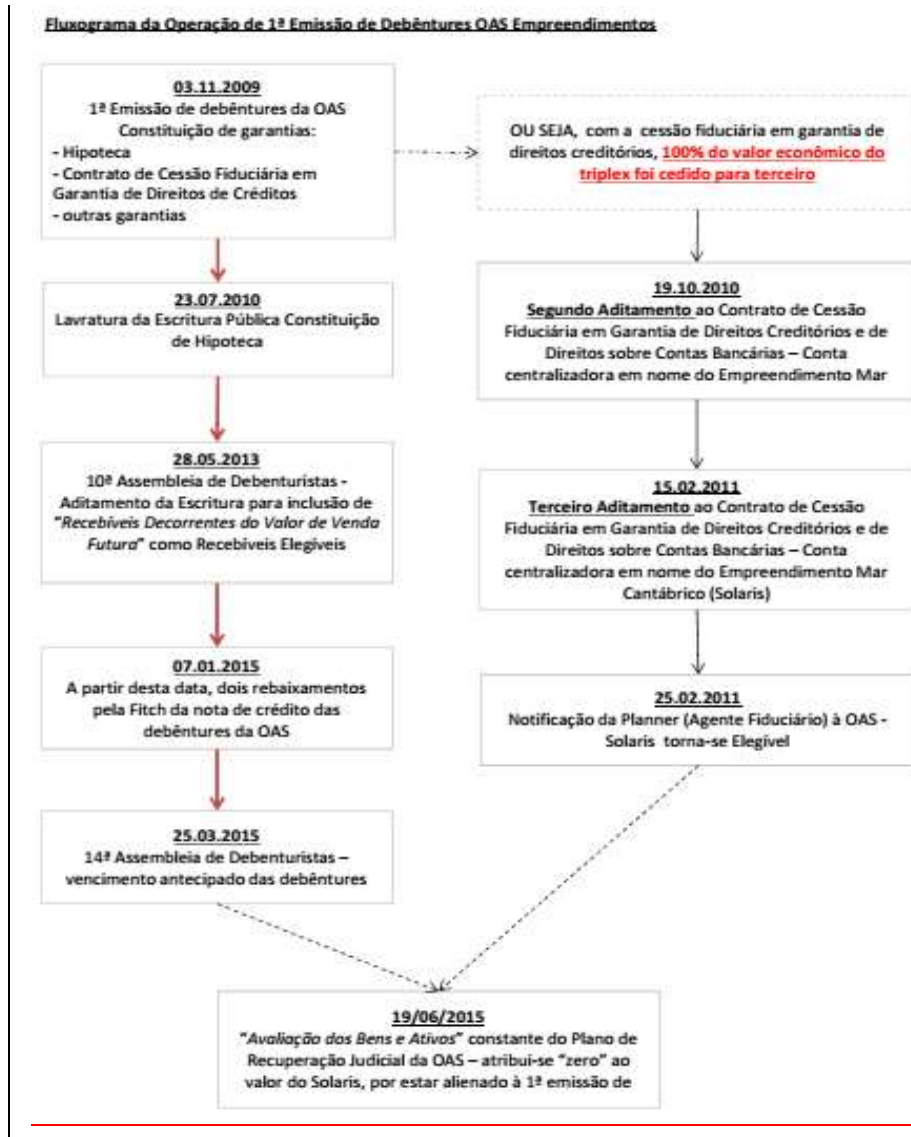 Fluxograma da Operação de 1ª Emissão de Debêntures OAS Empreendimentos
03.11.2009
1ª Emissão de debêntures da OAS
Constituição de garantias:
- Hipoteca
- Contrato de Cessão Fiduciária em
Garantia de Direitos de Créditos
- outras garantias
OU SEJA, com a cessão fiduciária em garantia de
direitos creditórios, 100% do valor econômico do
triplex foi cedido para terceiro
23.07.2010
Lavratura da Escritura Pública Constituição
de Hipoteca
19.10.2010
Segundo Aditamento ao Contrato de Cessão
Fiduciária em Garantia de Direitos Creditórios e de
Direitos sobre Contas Bancárias – Conta
centralizadora em nome do Empreendimento Mar
28.05.2013
10ª Assembleia de Debenturistas -
Aditamento da Escritura para inclusão de
"Recebíveis Decorrentes do Valor de Venda
Futura" como Recebíveis Elegíveis
15.02.2011
Terceiro Aditamento ao Contrato de Cessão
Fiduciária em Garantia de Direitos Creditórios e de
Direitos sobre Contas Bancárias – Conta
centralizadora em nome do Empreendimento Mar
Cantábrico (Solaris)
07.01.2015
A partir desta data, dois rebaixamentos
pela Fitch da nota de crédito das
debêntures da OAS
25.02.2011
Notificação da Planner (Agente Fiduciário) à OAS -
Solaris torna-se Elegível
25.03.2015
14ª Assembleia de Debenturistas –
vencimento antecipado das debêntures
19/06/2015
"Avaliação dos Bens e Ativos" constante do Plano de
Recuperação Judicial da OAS – atribui-se "zero" ao
valor do Solaris, por estar alienado à 1ª emissão de